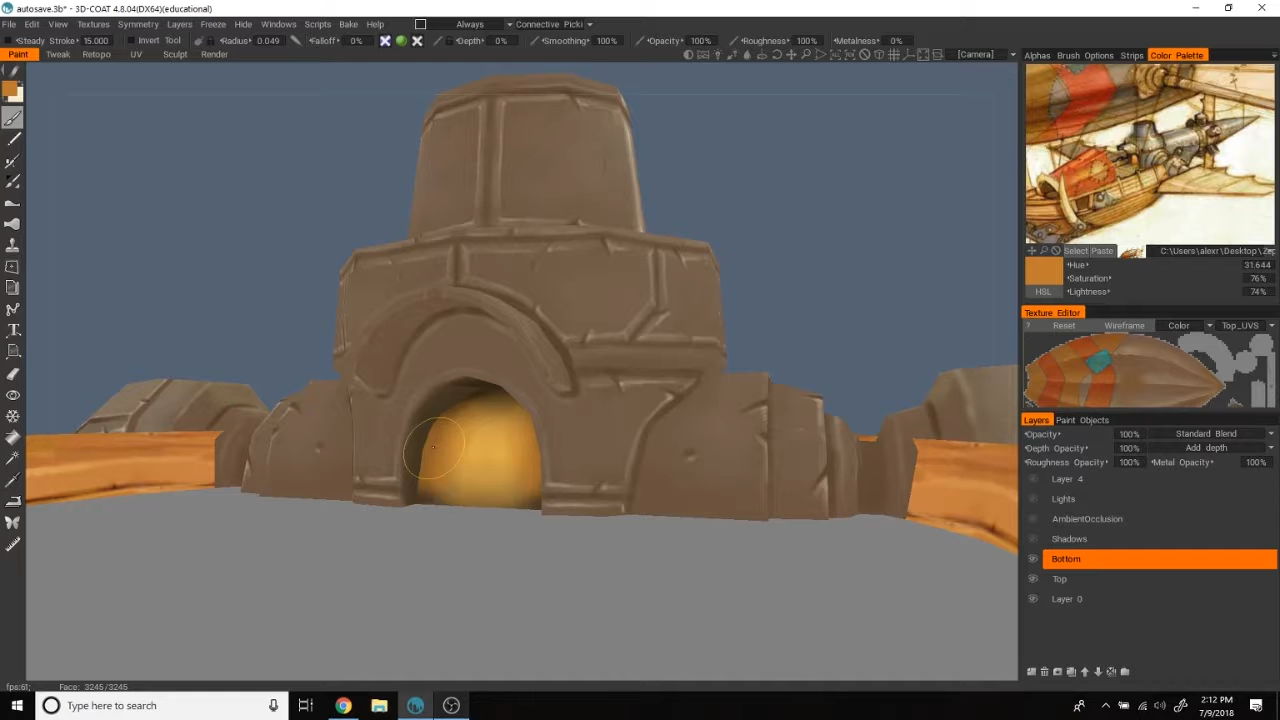 autosave.3b* - 3D-COAT 4.8.04(DX64)(educational)
File Edit View Textures Symmetry Layers Freeze Hide Windows Scripts Bake Help Always Connective Picki
Steady Stroke 15.000 Invert Tool Radius 0.049 Falloff 0% Depth 0% Smoothing 100% Opacity 100% Roughness 100% Metalness 0%
Paint Tweak Retopo UV Sculpt Render [Camera] Alphas Brush Options Strips Color Palette
Select Paste C:\Users\alexr\Desktop\Zep
Hue 31.644
Saturation 76%
HSL Lightness 74%
Texture Editor
? Reset Wireframe Color Top_UVS
Layers Paint Objects
Opacity 100% Standard Blend
Depth Opacity 100% Add depth
Roughness Opacity 100% Metal Opacity 100%
Layer 4
Lights
AmbientOcclusion
Shadows
Bottom
Top
Layer 0
fps:61; Face: 3245/3245
Type here to search
2:12 PM
7/9/2018